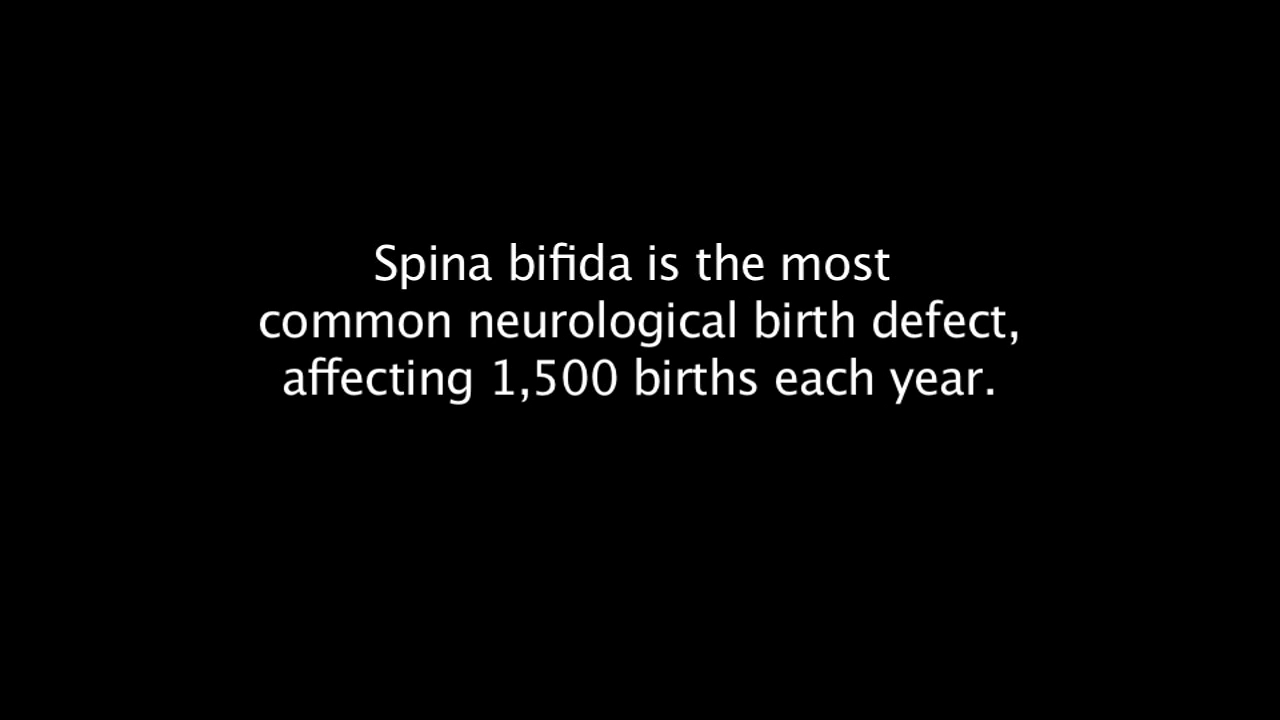 Spina bifida is the most
common neurological birth defect,
affecting 1,500 births each year.